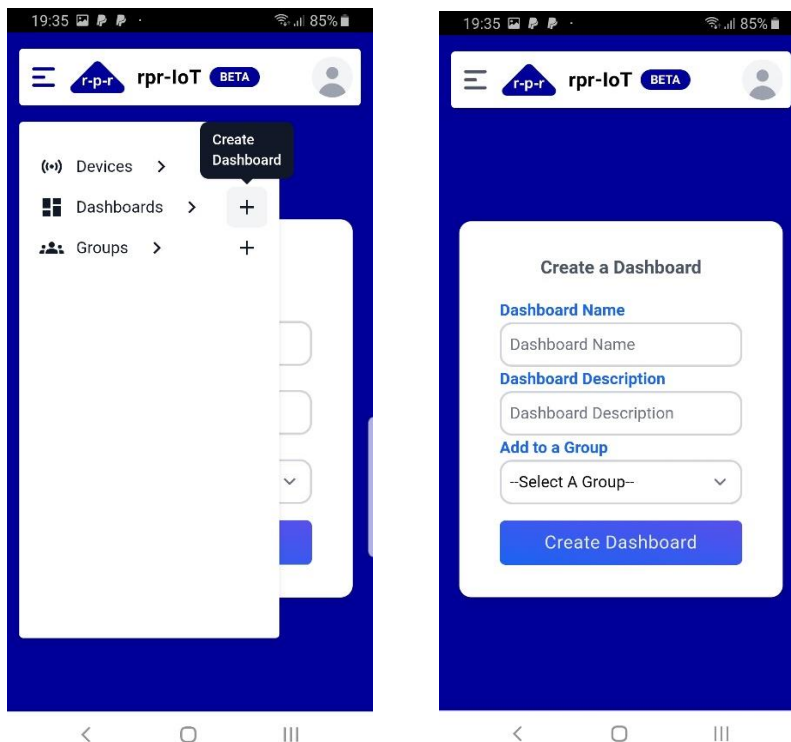 19:35 85%
r-p-r rpr-IoT BETA
Create
Dashboard
Devices
Dashboards
Groups
19:35 85%
r-p-r rpr-IoT BETA
Create a Dashboard
Dashboard Name
Dashboard Name
Dashboard Description
Dashboard Description
Add to a Group
--Select A Group--
Create Dashboard